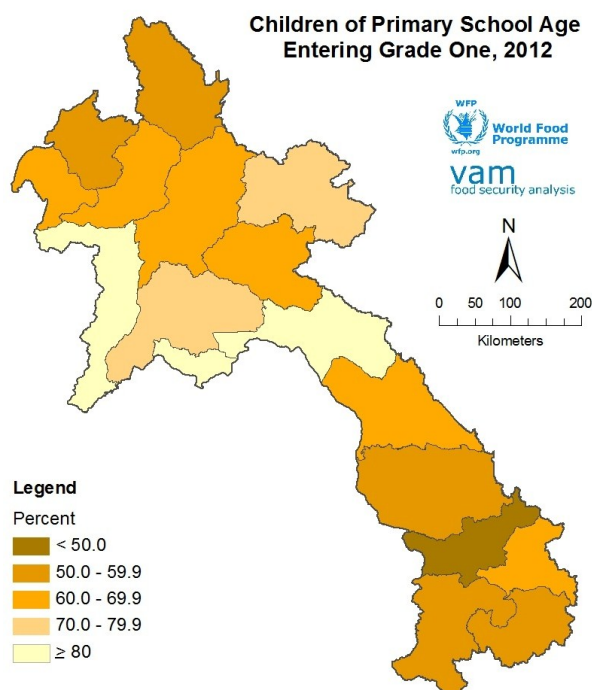 Children of Primary School Age
Entering Grade One, 2012
WFP
wfp.org
World Food
Programme
vam
food security analysis
N
0 50 100 200
Kilometers
Legend
Percent
< 50.0
50.0 - 59.9
60.0 - 69.9
70.0 - 79.9
≥ 80